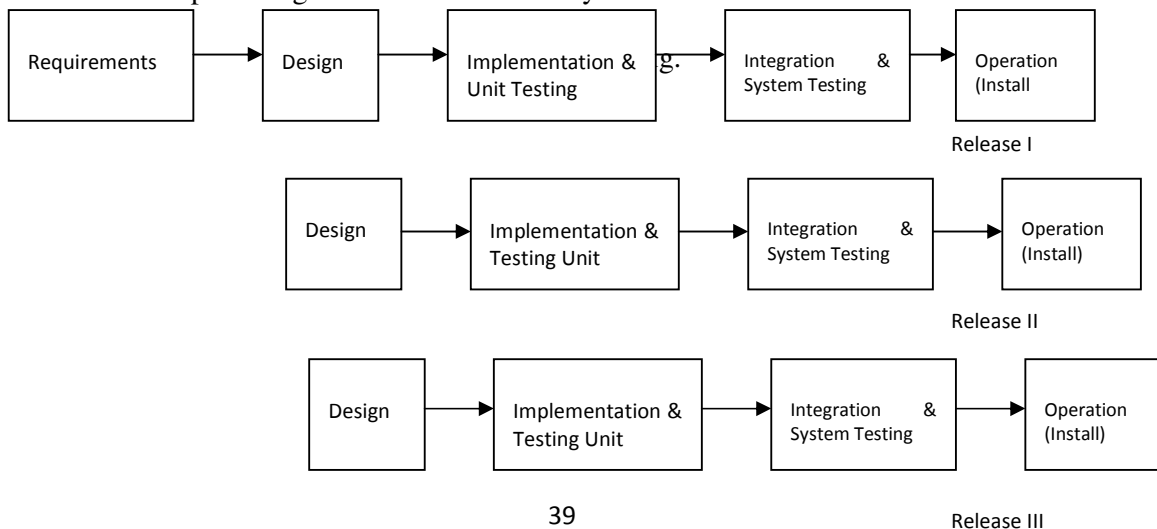 Requirements
Design
Implementation &
Unit Testing
g.
Integration &
System Testing
Operation
(Install
Release I
Design
Implementation &
Testing Unit
Integration &
System Testing
Operation
(Install)
Release II
Design
Implementation &
Testing Unit
Integration &
System Testing
Operation
(Install)
39
Release III